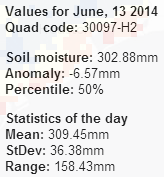 Values for June, 13 2014
Quad code: 30097-H2
Soil moisture: 302.88mm
Anomaly: -6.57mm
Percentile: 50%
Statistics of the day
Mean: 309.45mm
StDev: 36.38mm
Range: 158.43mm